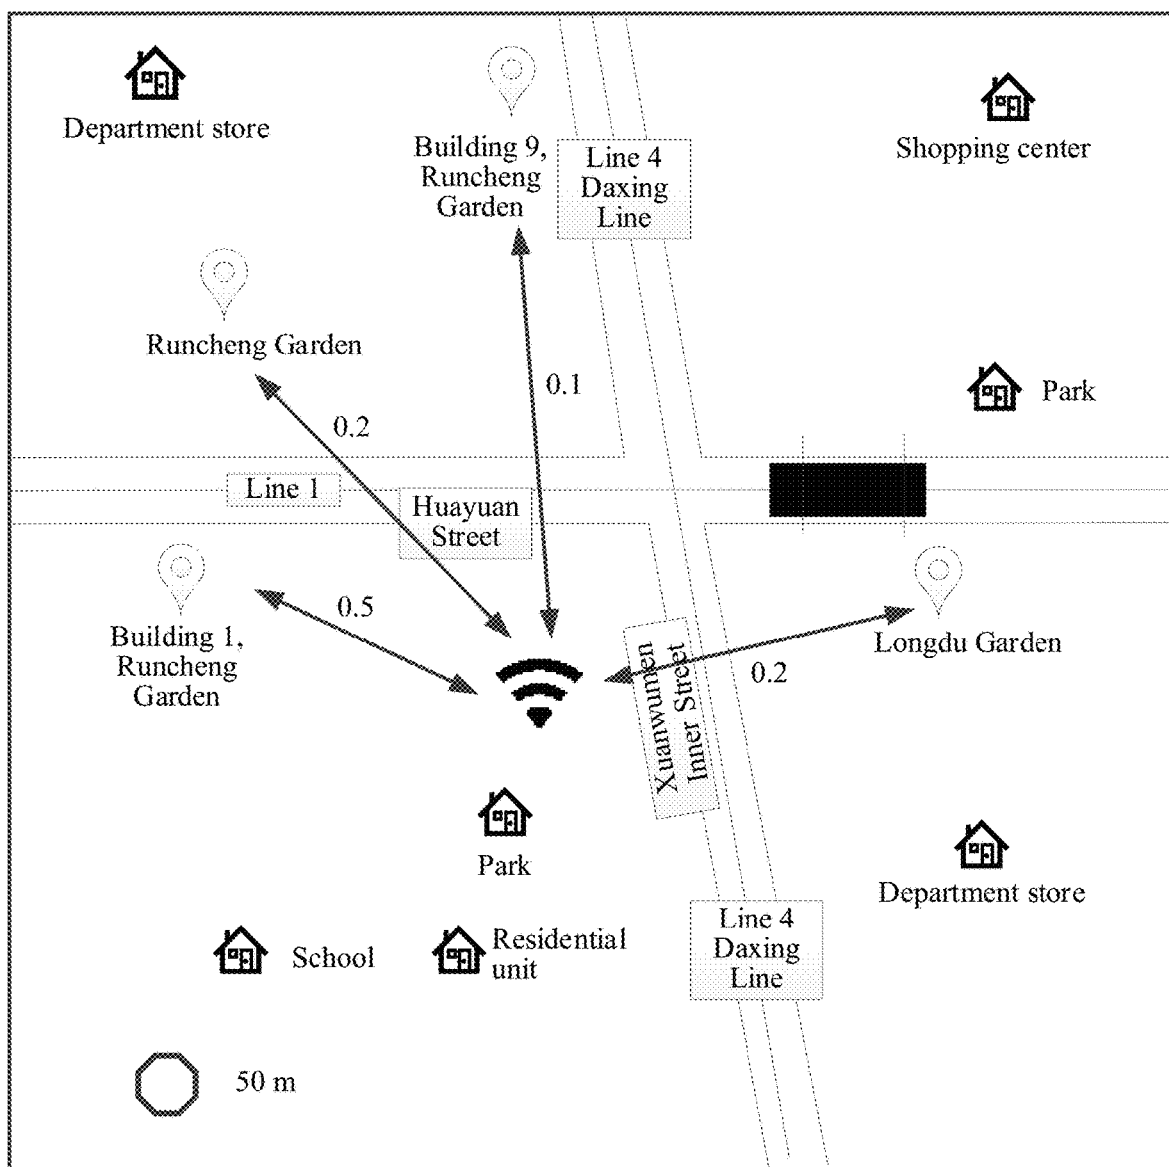 Department store
Building 9,
Runcheng
Garden
Line 4
Daxing
Line
Shopping center
Runcheng Garden
0.1
Park
0.2
Line 1
Huayuan
Street
0.5
Building 1,
Runcheng
Garden
Longdu Garden
0.2
Xuanwumen
Inner Street
Park
Department store
Line 4
Daxing
Line
School
Residential
unit
50 m